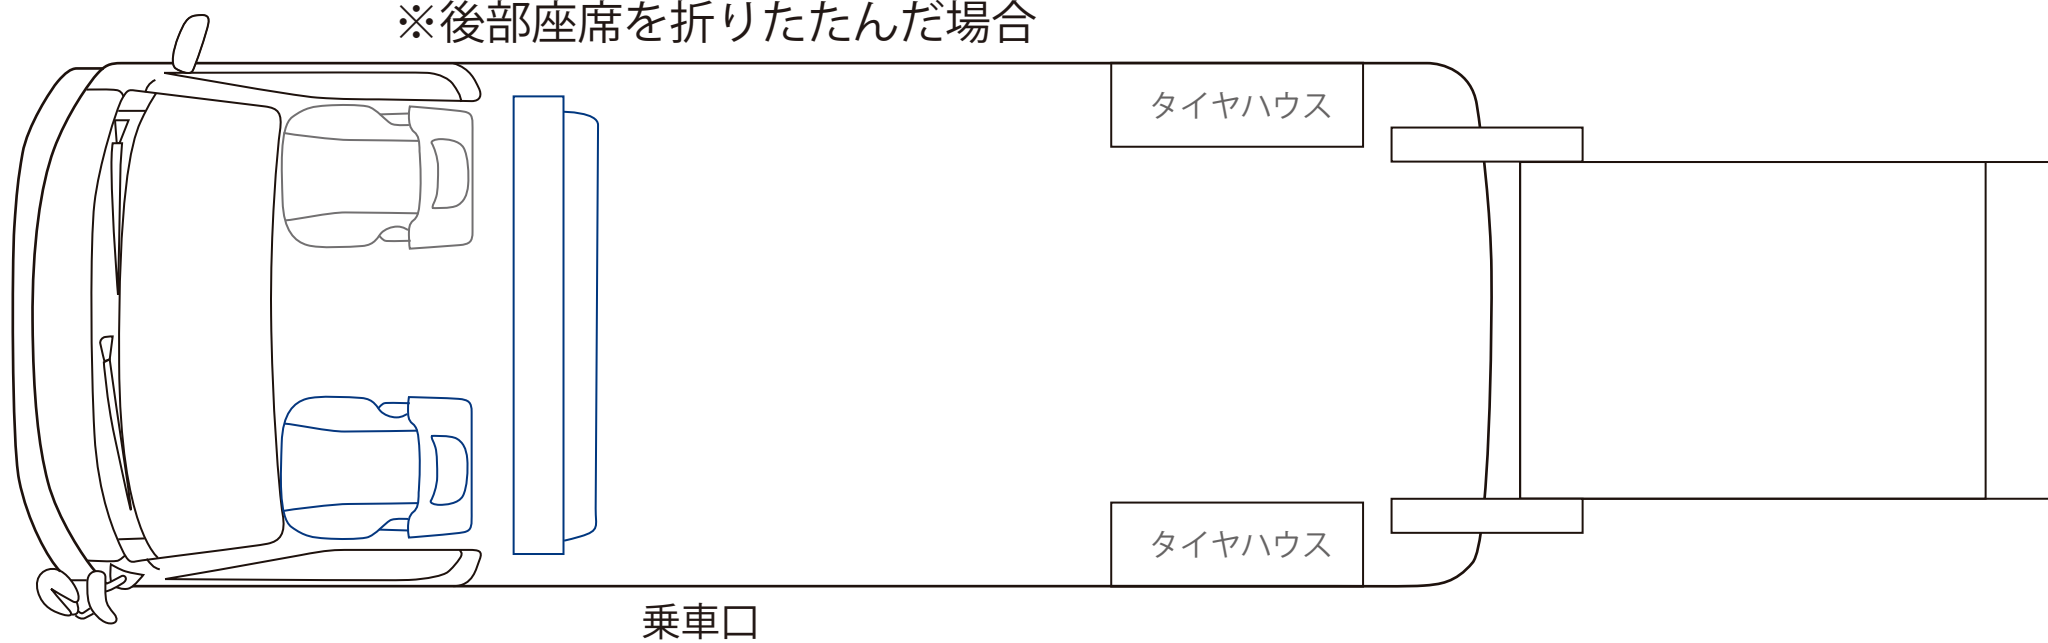 ※後部座席を折りたたんだ場合
タイヤハウス
タイヤハウス
乗車口